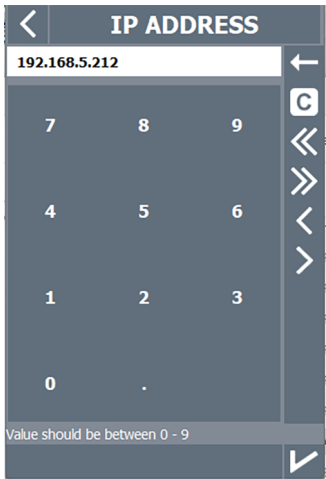 IP ADDRESS
192.168.5.212
C
7 8 9
4 5 6
1 2 3
0 .
Value should be between 0 - 9